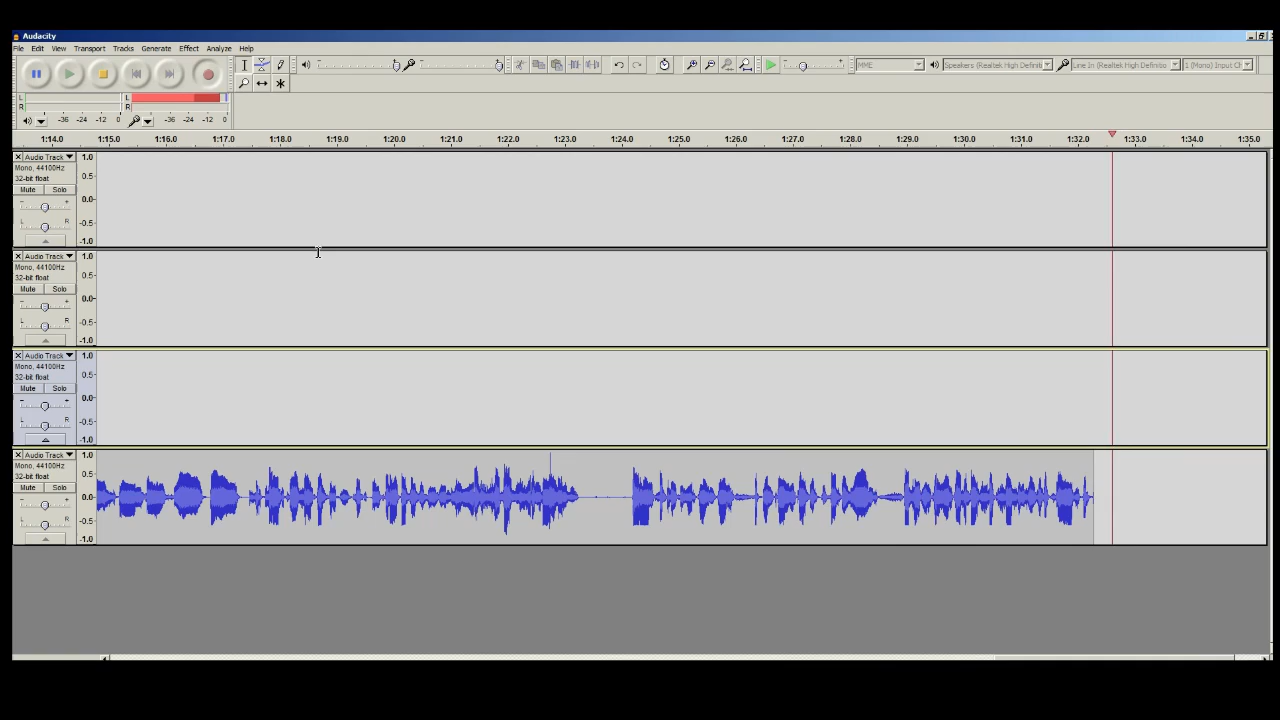 Audacity
File Edit View Transport Tracks Generate Effect Analyze Help
MME Speakers (Realtek High Definiti Line In (Realtek High Definitio 1 (Mono) Input Ch
L L
R R
-36 -24 -12 0 -36 -24 -12 0
1:14.0 1:15.0 1:16.0 1:17.0 1:18.0 1:19.0 1:20.0 1:21.0 1:22.0 1:23.0 1:24.0 1:25.0 1:26.0 1:27.0 1:28.0 1:29.0 1:30.0 1:31.0 1:32.0 1:33.0 1:34.0 1:35.0
Audio Track 1.0
Mono, 44100Hz
32-bit float 0.5
Mute Solo
- + 0.0
L R -0.5
-1.0
Audio Track 1.0
Mono, 44100Hz
32-bit float 0.5
Mute Solo
- + 0.0
L R -0.5
-1.0
Audio Track 1.0
Mono, 44100Hz
32-bit float 0.5
Mute Solo
- + 0.0
L R -0.5
-1.0
Audio Track 1.0
Mono, 44100Hz
32-bit float 0.5
Mute Solo
- + 0.0
L R -0.5
-1.0